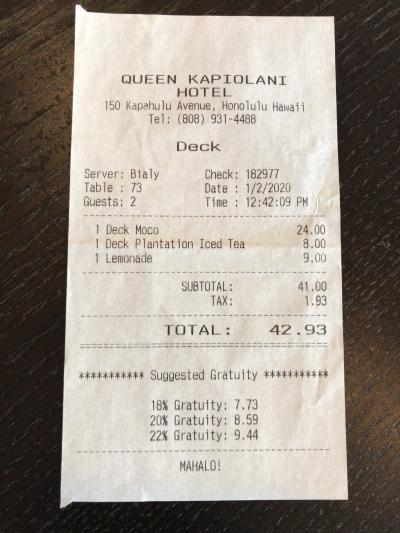 QUEEN KAPIOLANI
HOTEL
150 Kapahulu Avenue, Honolulu Hawaii
Tel: (808) 931-4488
Deck
Server: Bialy Check: 182977
Table : 73 Date : 1/2/2020
Guests: 2 Time : 12:42:09 PM
1 Deck Moco 24.00
1 Deck Plantation Iced Tea 8.00
1 Lemonade 9.00
SUBTOTAL: 41.00
TAX: 1.93
TOTAL: 42.93
*********** Suggested Gratuity ***********
18% Gratuity: 7.73
20% Gratuity: 8.59
22% Gratuity: 9.44
MAHALO!